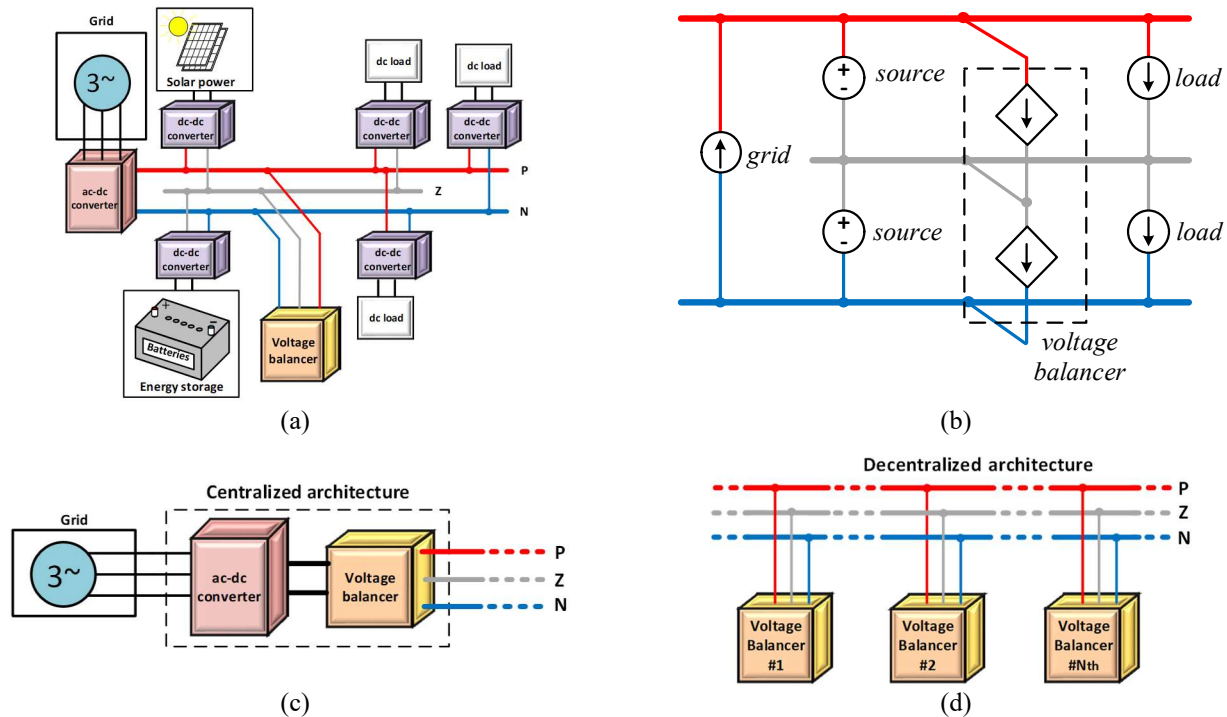 Grid
3~
Solar power
dc-dc
converter
dc load
dc-dc
converter
dc load
dc-dc
converter
ac-dc
converter
P
Z
N
dc-dc
converter
+
-
Batteries
Energy storage
Voltage
balancer
dc-dc
converter
dc load
(a)
grid
+
-
source
+
-
source
load
load
voltage
balancer
(b)
Centralized architecture
Grid
3~
ac-dc
converter
Voltage
balancer
P
Z
N
(c)
Decentralized architecture
P
Z
N
Voltage
Balancer
#1
Voltage
Balancer
#2
Voltage
Balancer
#Nth
(d)